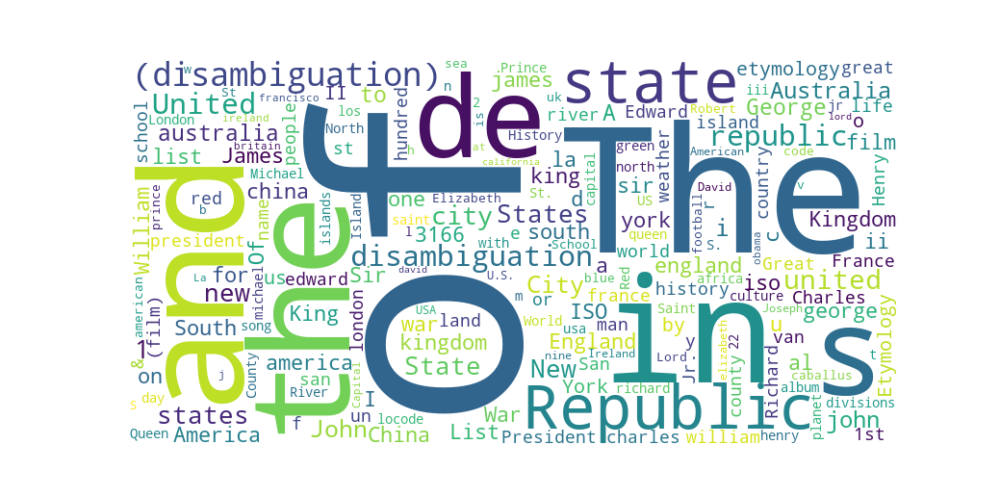 (disambiguation)
de
state
etymology
great
w
sea
Prince
james
n
is
2
uk
iii
Australia
St
francisco
II
to
hundred
United
London
ireland
los
river
A
Edward
George
Robert
jr
lord
life
o
school
australia
North
st
people
h
at
History
green
island
republic
film
britain
list
James
Michael
california
la
north
American
code
red
china
one
Elizabeth
king
sir
US
David
v
b
name
islands
Island
saint
d
St.
capital
york
queen
r
i
weather
country
football
S.
obama
c
Henry
Kingdom
and
the
Of
The
prince
William
president
l
3166
city
with
e
States
south
School
world
ii
disambiguation
a
england
Great
France
La
for
us
edward
Sir
david
U.S.
City
france
Red
blue
africa
history
iso
united
new
michael
m
or
ISO
by
culture
Joseph
Charles
american
(film)
South
song
King
london
USA
war
land
World
usa
man
England
y
u
van
george
1
&
on
j
america
kingdom
nine
Ireland
San
Lord
Jr.
elizabeth
22
al
caballus
t
Etymology
day
County
san
River
Capital
State
I
un
locode
San
New
York
richard
in
county
Richard
album
planet
divisions
s
S
states
f
John
China
List
War
Republic
john
Queen
America
President
charles
william
henry
1st
O
f